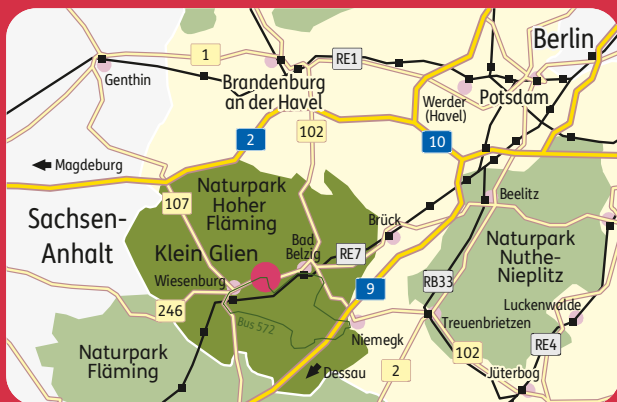 Berlin
1
RE1
Genthin
Brandenburg
an der Havel
Werder
(Havel)
Potsdam
2
102
10
Magdeburg
107
Naturpark
Hoher
Fläming
Beelitz
Sachsen-
Anhalt
Brück
Klein Glien
Bad
Belzig
RE7
Naturpark
Nuthe-
Nieplitz
Wiesenburg
9
RB33
246
Bus 572
Luckenwalde
Treuenbrietzen
Niemegk
Naturpark
Fläming
102
RE4
Dessau
2
Jüterbog